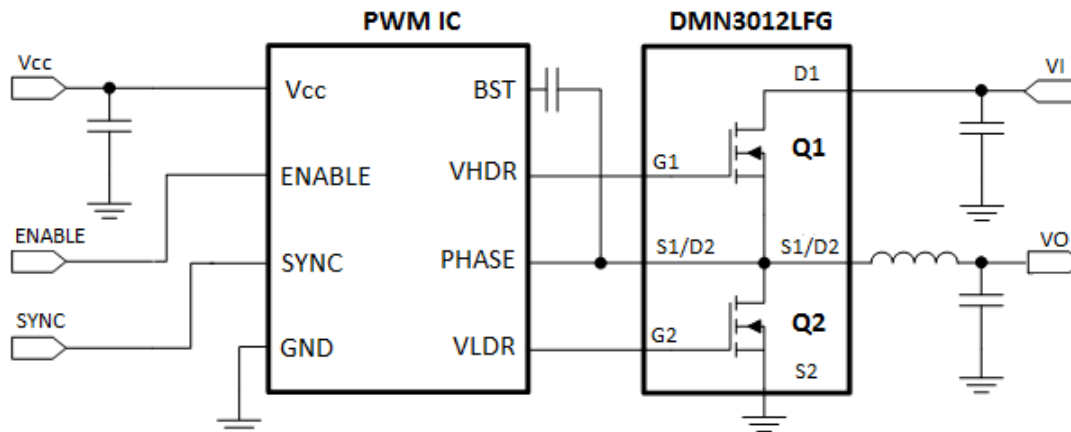 PWM IC
DMN3012LFG
Vcc
Vcc
BST
D1
VI
Q1
G1
ENABLE
VHDR
ENABLE
SYNC
PHASE
S1/D2
S1/D2
VO
SYNC
GND
VLDR
G2
Q2
S2